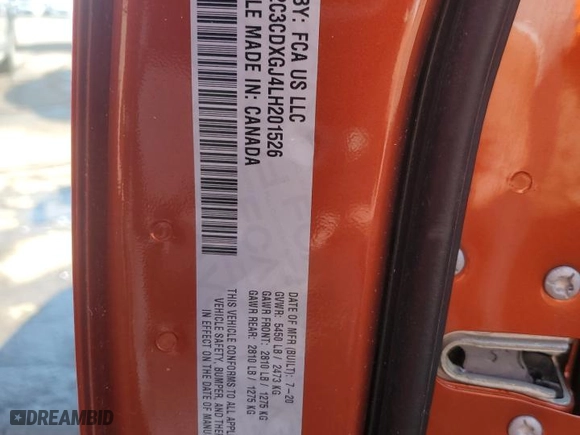 BY: FCA US LLC
2C3CDXGJ4LH201526
LE MADE IN: CANADA
DATE OF MFR (BUILT): 7-20
GVWR: 5450 LB / 2473 KG
GAWR FRONT: 2810 LB / 1275 KG
GAWR REAR: 2810 LB / 1275 KG
THIS VEHICLE CONFORMS TO ALL APPL
VEHICLE SAFETY, BUMPER, AND THE
IN EFFECT ON THE DATE OF MANU
DREAMBID